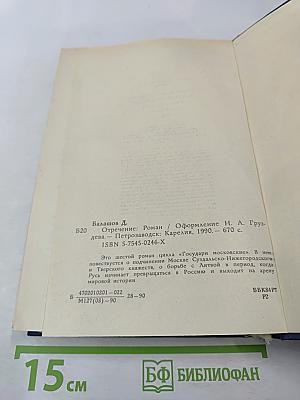 Балашов Д.
Б20 Отречение: Роман / Оформление И. А. Груз-
дева.— Петрозаводск: Карелия, 1990.— 670 с.
ISBN 5-7545-0246-X
Это шестой роман цикла «Государи московские». В нем
повествуется о подчинении Москве Суздальско-Нижегородского
и Тверского княжеств, о борьбе с Литвой в период, когда
Русь начинает превращаться в Россию и выходит на арену
мировой истории
Б 4702010201—022 28—90
М127(03)—90
ББК84Р7
Р2
15 см
БФ БИБЛИОФАН